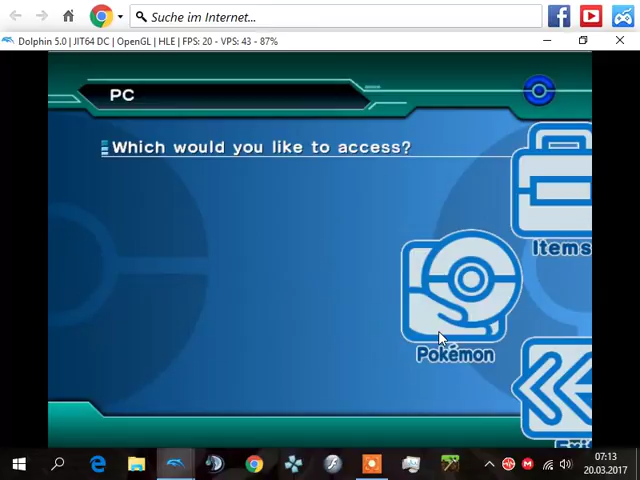 Suche im Internet...
Dolphin 5.0 | JIT64 DC | OpenGL | HLE | FPS: 20 - VPS: 43 - 87%
PC
Which would you like to access?
Items
Pokémon
Exit
07:13
20.03.2017